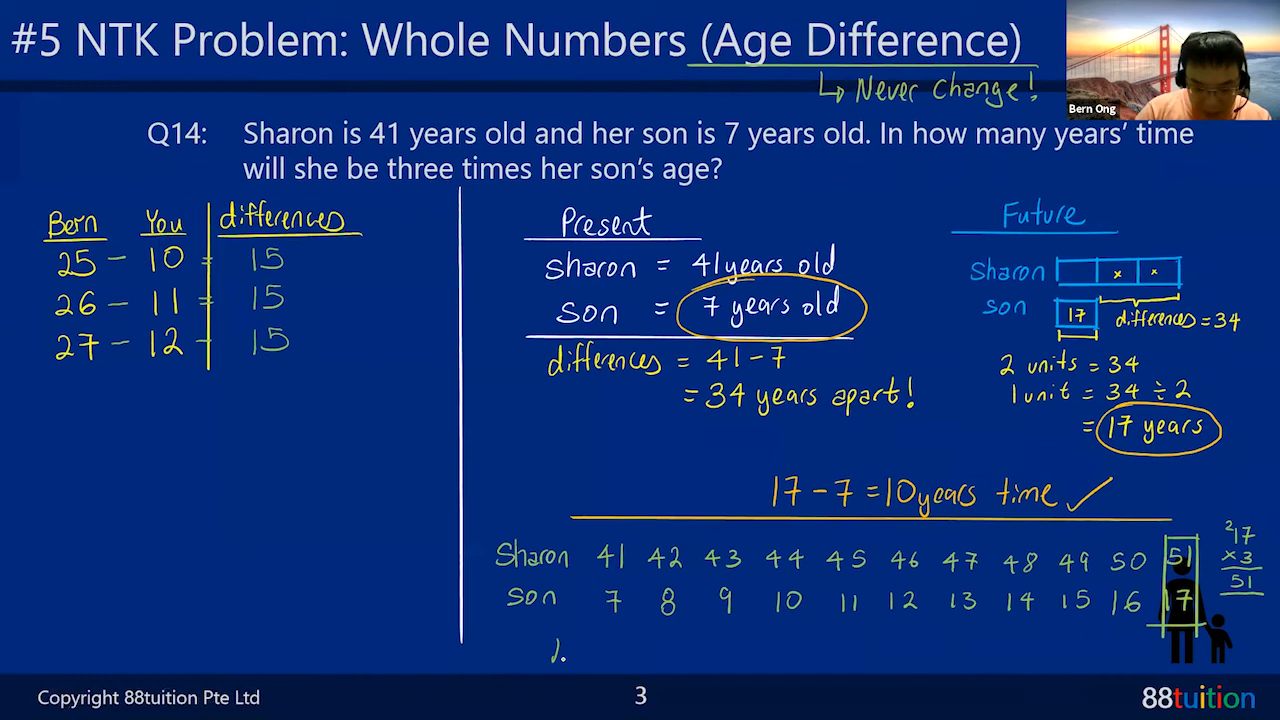 #5 NTK Problem: Whole Numbers (Age Difference)
↳ Never Change!
Bern Ong
Q14: Sharon is 41 years old and her son is 7 years old. In how many years' time
will she be three times her son's age?
Bern You differences
25 - 10 = 15
26 - 11 = 15
27 - 12 - 15
Present
Sharon = 41 years old
son = 7 years old
differences = 41 - 7
= 34 years apart!
Future
Sharon × ×
son 17 differences = 34
2 units = 34
1 unit = 34 ÷ 2
= 17 years
17 - 7 = 10 years time ✓
Sharon 41 42 43 44 45 46 47 48 49 50 51
son 7 8 9 10 11 12 13 14 15 16 17
2 17
× 3
51
Copyright 88tuition Pte Ltd
3
88tuition